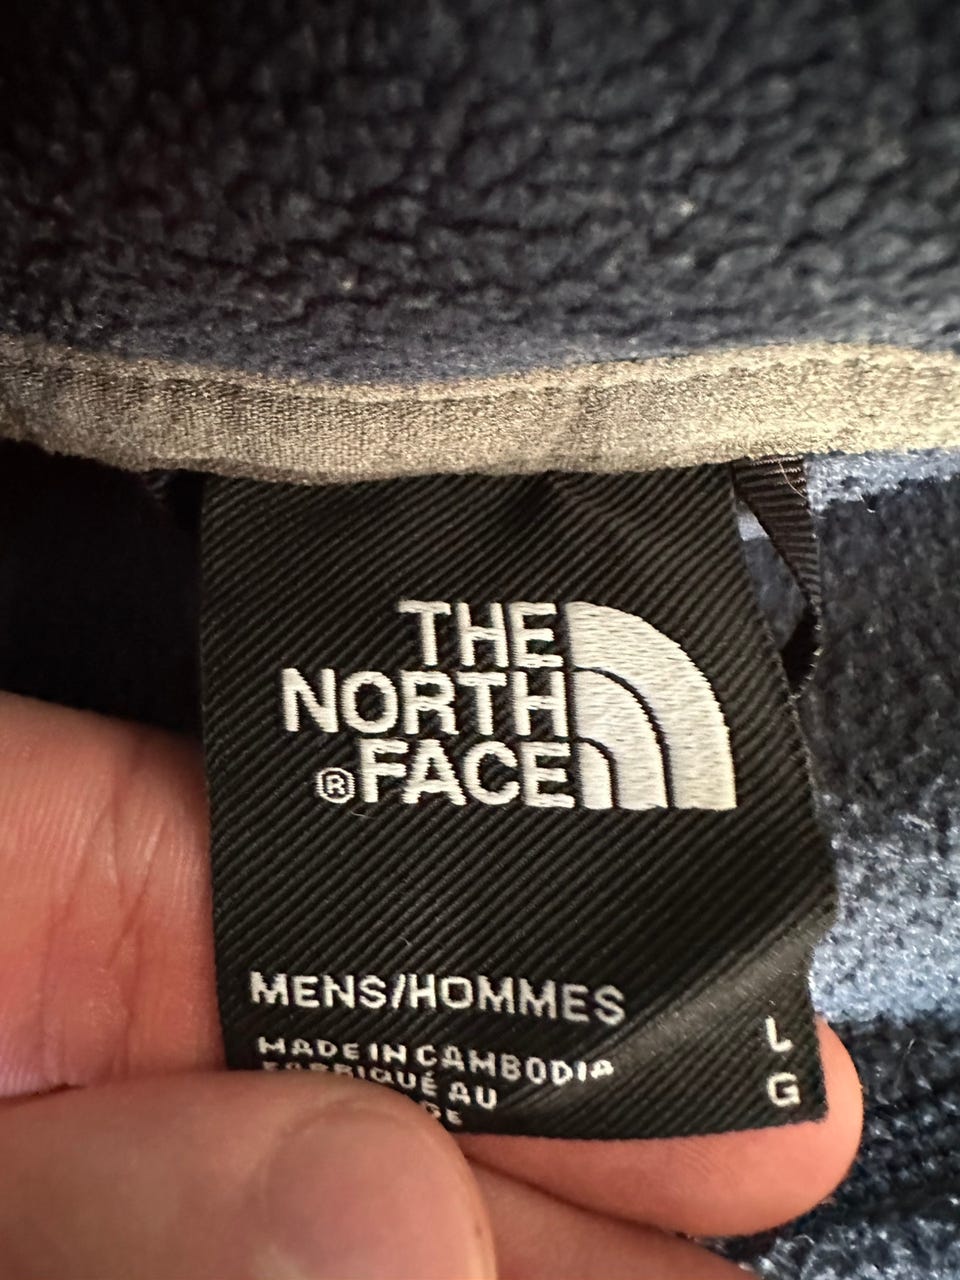 THE
NORTH
® FACE
MENS/HOMMES
MADE IN CAMBODIA
FABRIQUÉ AU
L
G